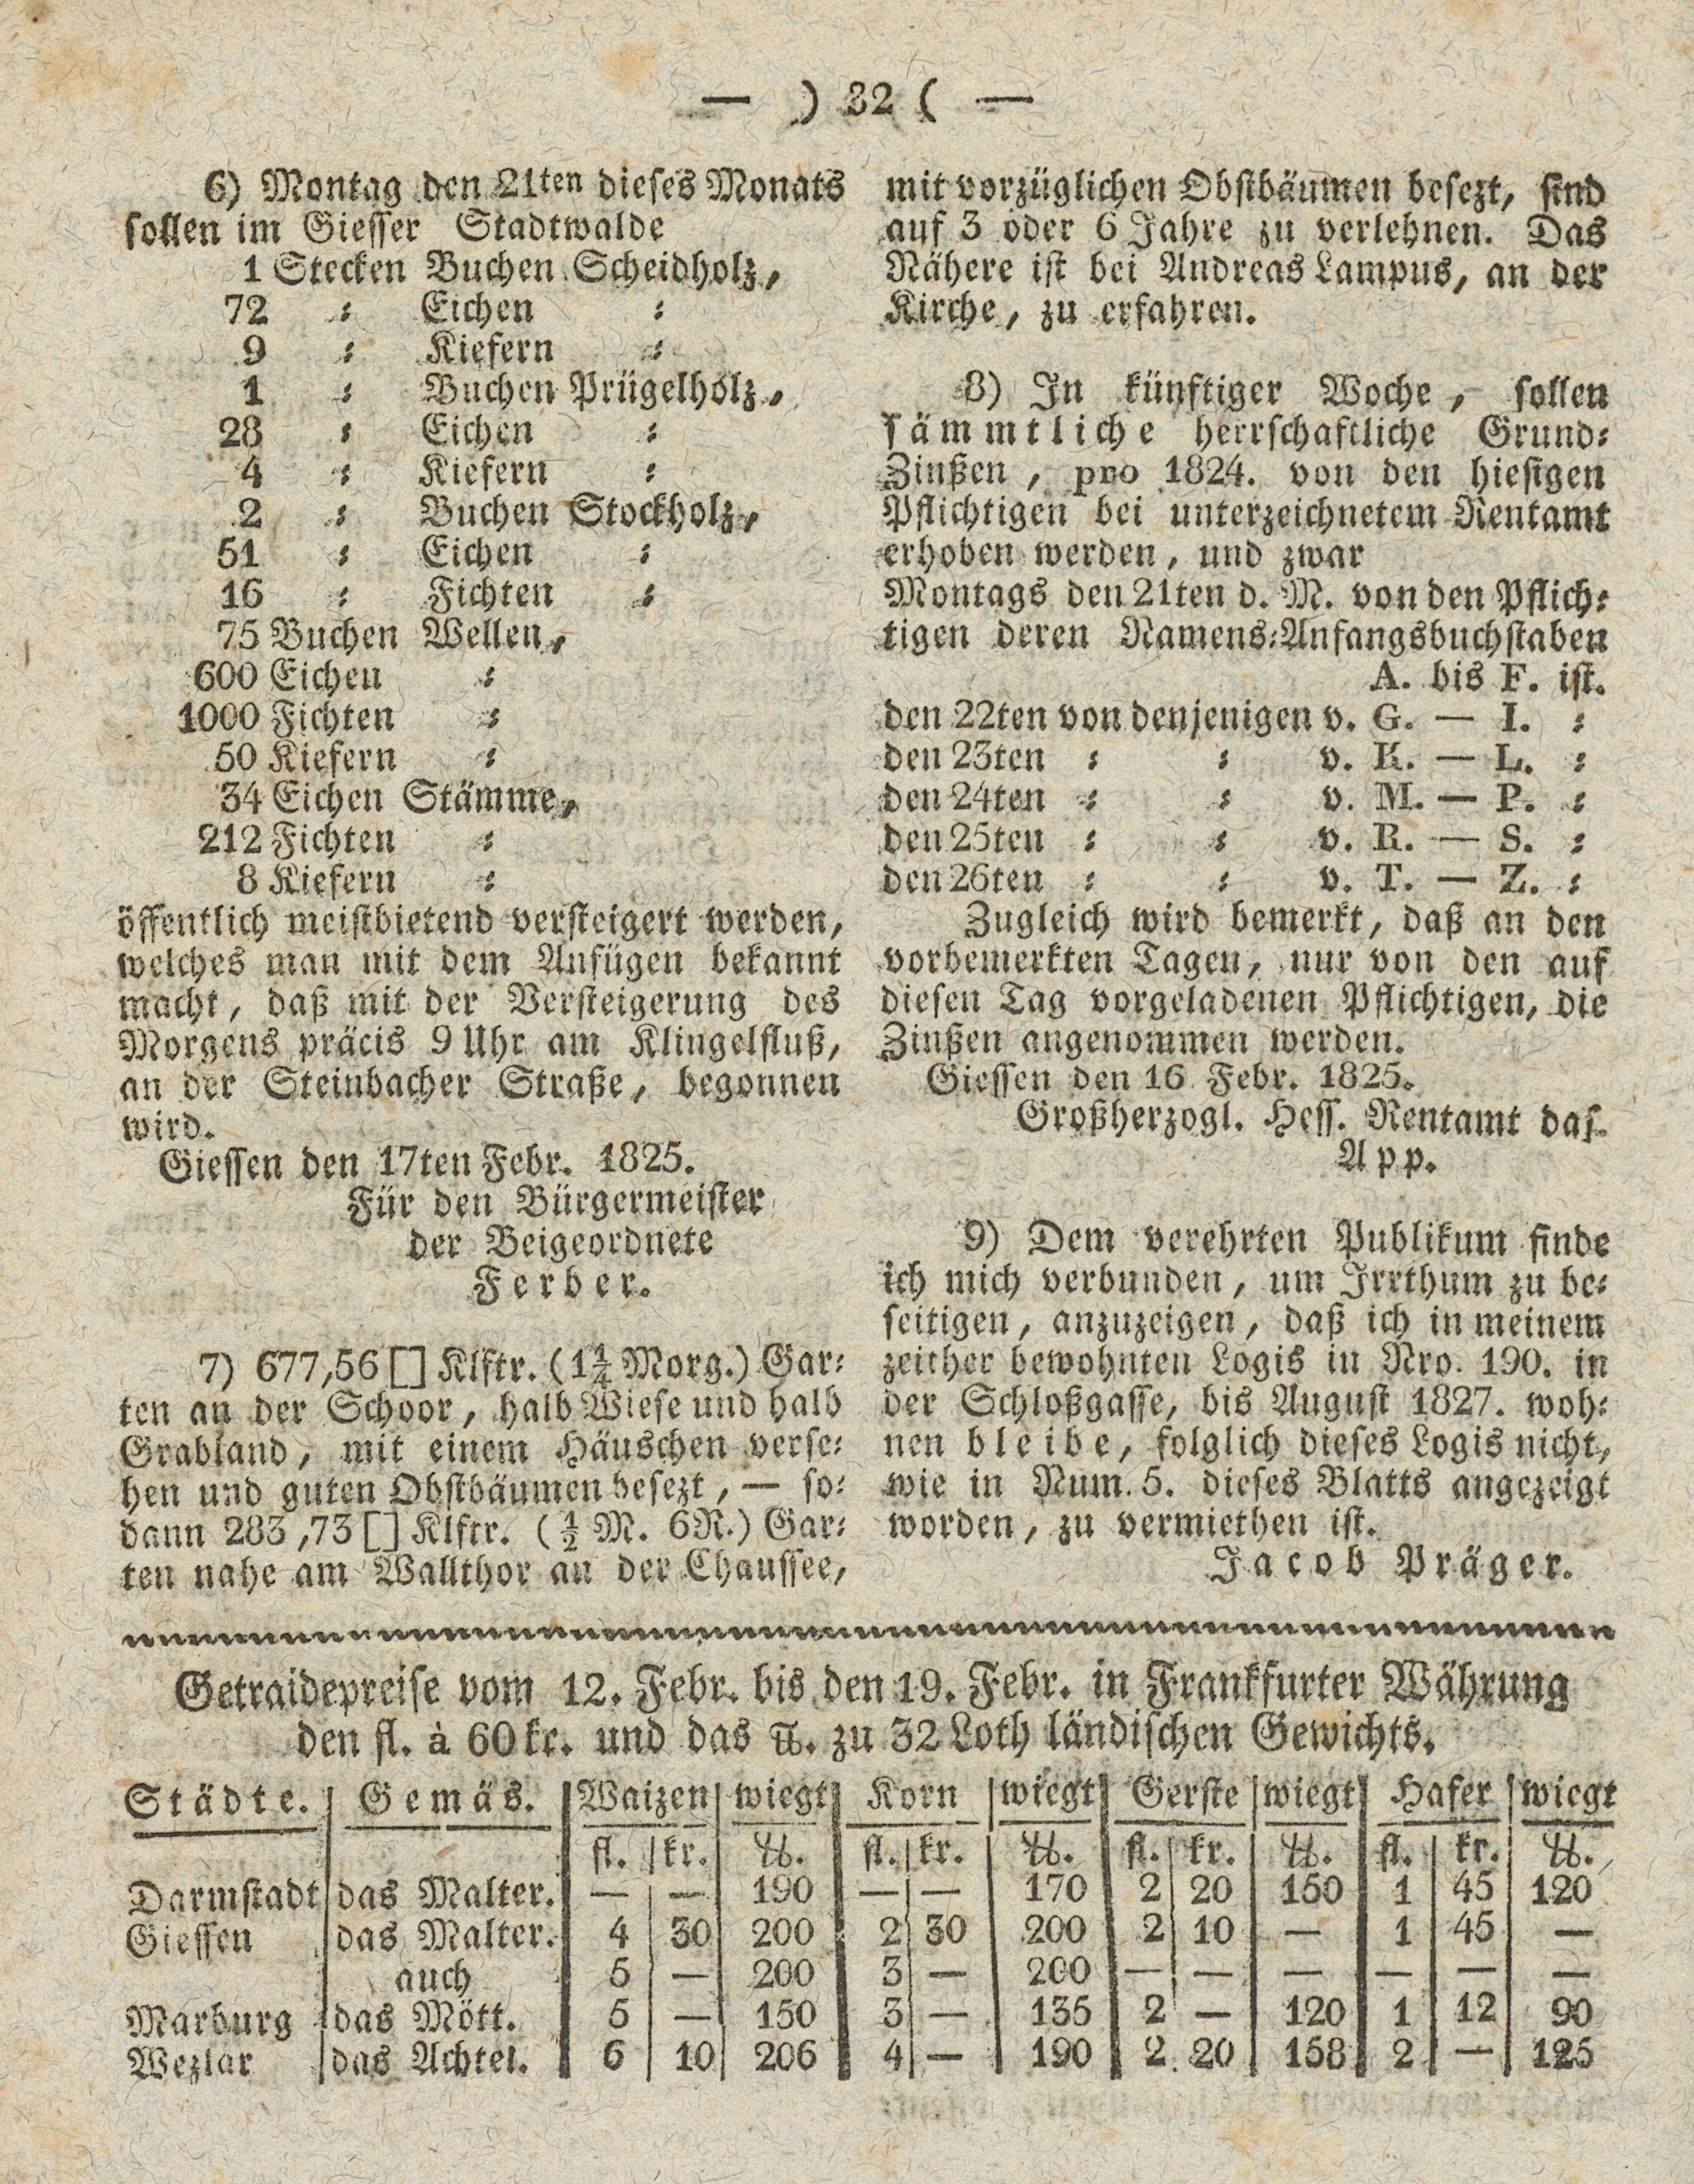 — ) 32 ( —
6) Montag den 21ten dieses Monats
sollen im Giesser Stadtwalde
1 Stecken Buchen Scheidholz,
72 : Eichen :
9 : Kiefern :
1 : Buchen Prügelholz,
28 : Eichen :
4 : Kiefern :
2 : Buchen Stockholz,
51 : Eichen :
16 : Fichten :
75 Buchen Wellen,
600 Eichen :
1000 Fichten :
50 Kiefern :
34 Eichen Stämme,
212 Fichten :
8 Kiefern :
öffentlich meistbietend versteigert werden,
welches man mit dem Anfügen bekannt
macht, daß mit der Versteigerung des
Morgens präcis 9 Uhr am Klingelfluß,
an der Steinbacher Straße, begonnen
wird.
Giessen den 17ten Febr. 1825.
Für den Bürgermeister
der Beigeordnete
Ferber.
7) 677,56 [] Klftr. (1¼ Morg.) Gar:
ten an der Schoor, halb Wiese und halb
Grabland, mit einem Häuschen verse:
hen und guten Obstbäumen besezt, — so:
dann 283,73 [] Klftr. (½ M. 6R.) Gar:
ten nahe am Wallthor an der Chaussee,
mit vorzüglichen Obstbäumen besezt, sind
auf 3 oder 6 Jahre zu verlehnen. Das
Nähere ist bei Andreas Lampus, an der
Kirche, zu erfahren.
8) In künftiger Woche, sollen
sämmtliche herrschaftliche Grund:
Zinßen, pro 1824. von den hiesigen
Pflichtigen bei unterzeichnetem Rentamt
erhoben werden, und zwar
Montags den 21ten d. M. von den Pflich:
tigen deren Namens:Anfangsbuchstaben
A. bis F. ist.
den 22ten von denjenigen v. G. — I. :
den 23ten : : v. K. — L. :
den 24ten : : v. M. — P. :
den 25ten : : v. R. — S. :
den 26ten : : v. T. — Z. :
Zugleich wird bemerkt, daß an den
vorbemerkten Tagen, nur von den auf
diesen Tag vorgeladenen Pflichtigen, die
Zinßen angenommen werden.
Giessen den 16 Febr. 1825.
Großherzogl. Hess. Rentamt das.
App.
9) Dem verehrten Publikum finde
ich mich verbunden, um Irrthum zu be:
seitigen, anzuzeigen, daß ich in meinem
zeither bewohnten Logis in Nro. 190. in
der Schloßgasse, bis August 1827. woh:
nen bleibe, folglich dieses Logis nicht,
wie in Num. 5. dieses Blatts angezeigt
worden, zu vermiethen ist.
Jacob Präger.
Getraidepreise vom 12. Febr. bis den 19. Febr. in Frankfurter Währung
den fl. à 60 kr. und das ℔. zu 32 Loth ländischen Gewichts.
Städte. Gemäs. Waizen wiegt Korn wiegt Gerste wiegt Hafer wiegt
fl. kr. ℔. fl. kr. ℔. fl. kr. ℔. fl. kr. ℔.
Darmstadt das Malter. — — 190 — — 170 2 20 150 1 45 120
Giessen das Malter. 4 30 200 2 30 200 2 10 — 1 45 —
auch 5 — 200 3 — 200 — — — — — —
Marburg das Mött. 5 — 150 3 — 135 2 — 120 1 12 90
Wezlar das Achtel. 6 10 206 4 — 190 2 20 158 2 — 125